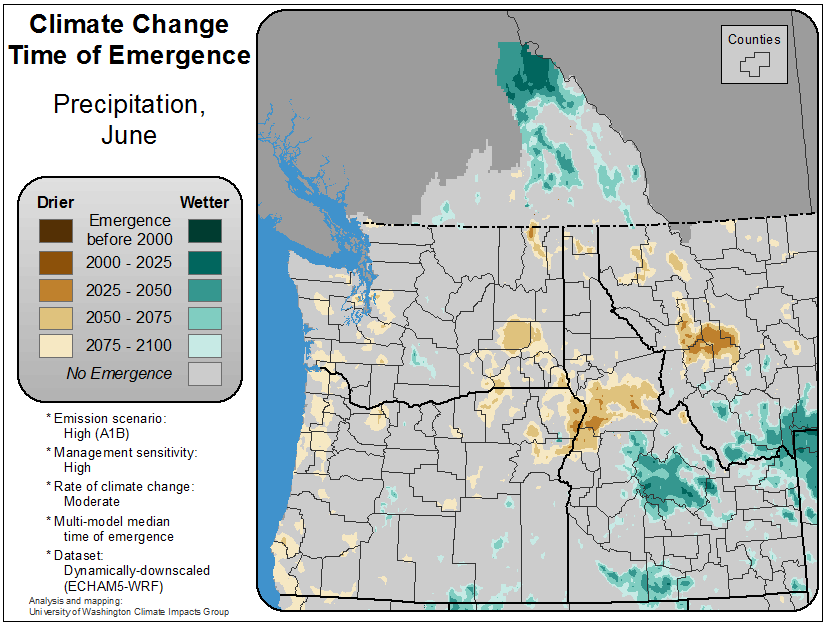 Climate Change
Time of Emergence
Precipitation,
June
Drier
Wetter
Emergence
before 2000
2000 - 2025
2025 - 2050
2050 - 2075
2075 - 2100
No Emergence
* Emission scenario:
High (A1B)
* Management sensitivity:
High
* Rate of climate change:
Moderate
* Multi-model median
time of emergence
* Dataset:
Dynamically-downscaled
(ECHAM5-WRF)
Analysis and mapping:
University of Washington Climate Impacts Group
Counties